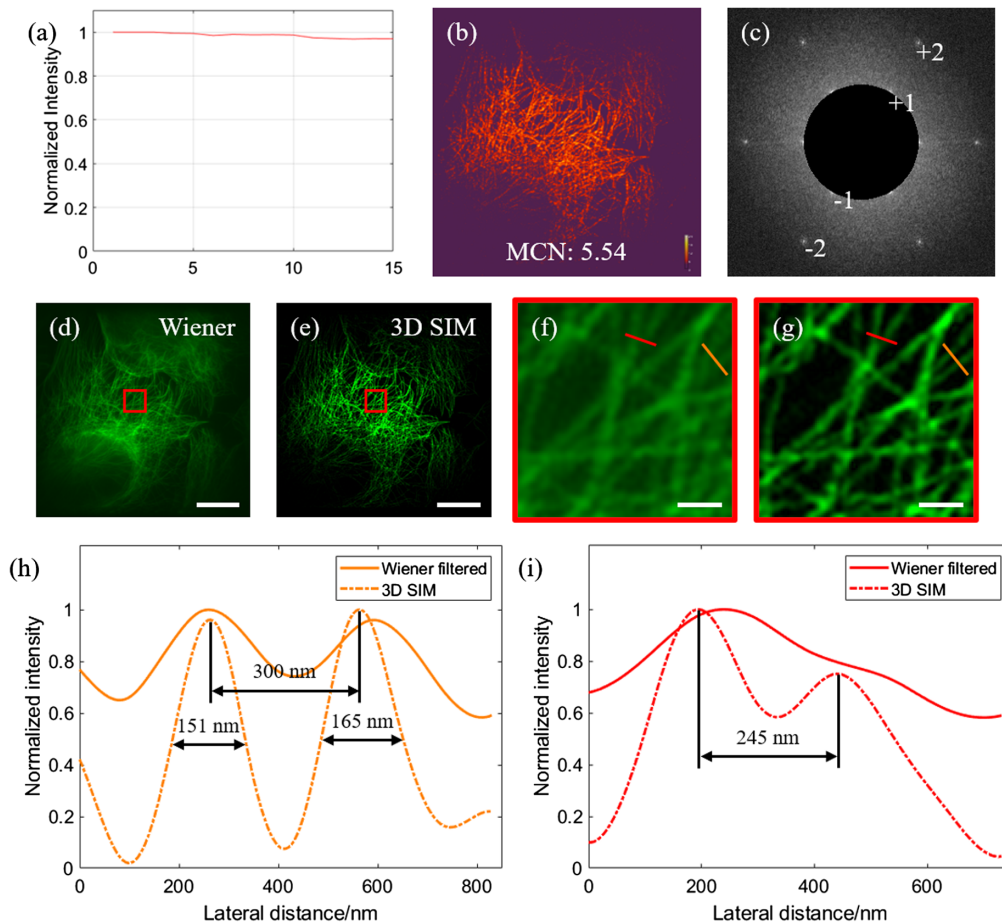 (a)
Normalized Intensity
1
0.8
0.6
0.4
0.2
0
0
5
10
15
(b)
MCN: 5.54
(c)
+2
+1
-1
-2
(d)
Wiener
(e)
3D SIM
(f)
(g)
(h)
Wiener filtered
3D SIM
Normalized intensity
1
0.8
0.6
0.4
0.2
0
300 nm
151 nm
165 nm
0
200
400
600
800
Lateral distance/nm
(i)
Wiener filtered
3D SIM
Normalized intensity
1
0.8
0.6
0.4
0.2
0
245 nm
0
200
400
600
Lateral distance/nm